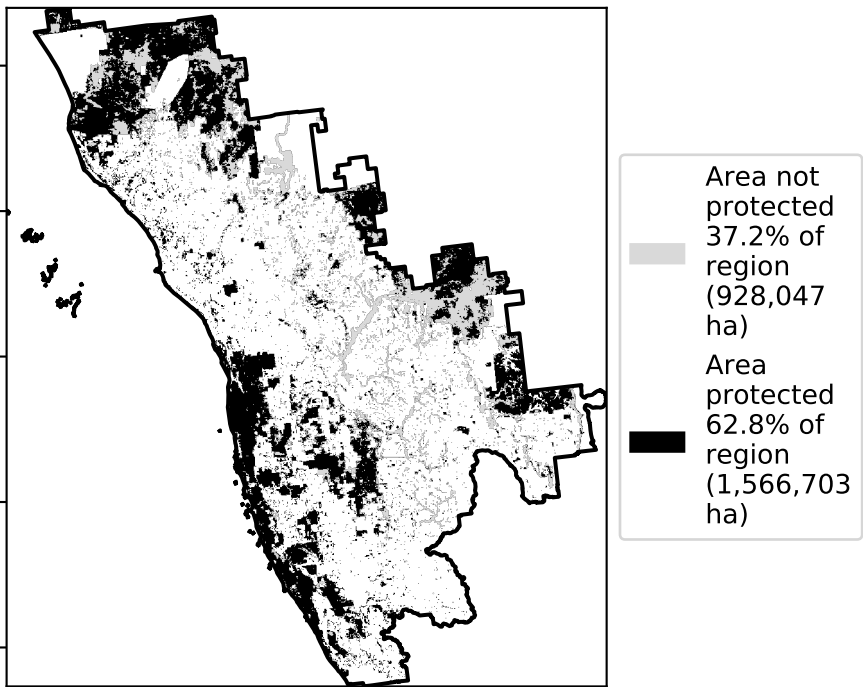 Area not
protected
37.2% of
region
(928,047
ha)
Area
protected
62.8% of
region
(1,566,703
ha)